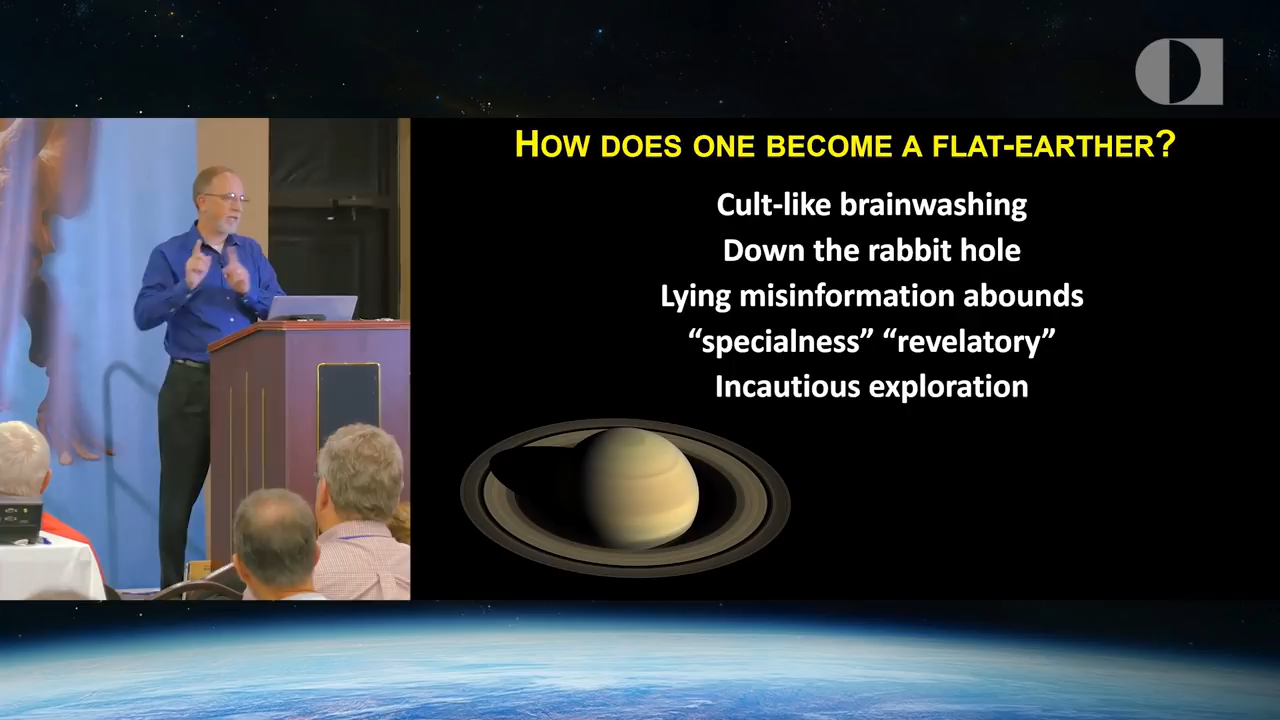 HOW DOES ONE BECOME A FLAT-EARTHER?
Cult-like brainwashing
Down the rabbit hole
Lying misinformation abounds
“specialness” “revelatory”
Incautious exploration